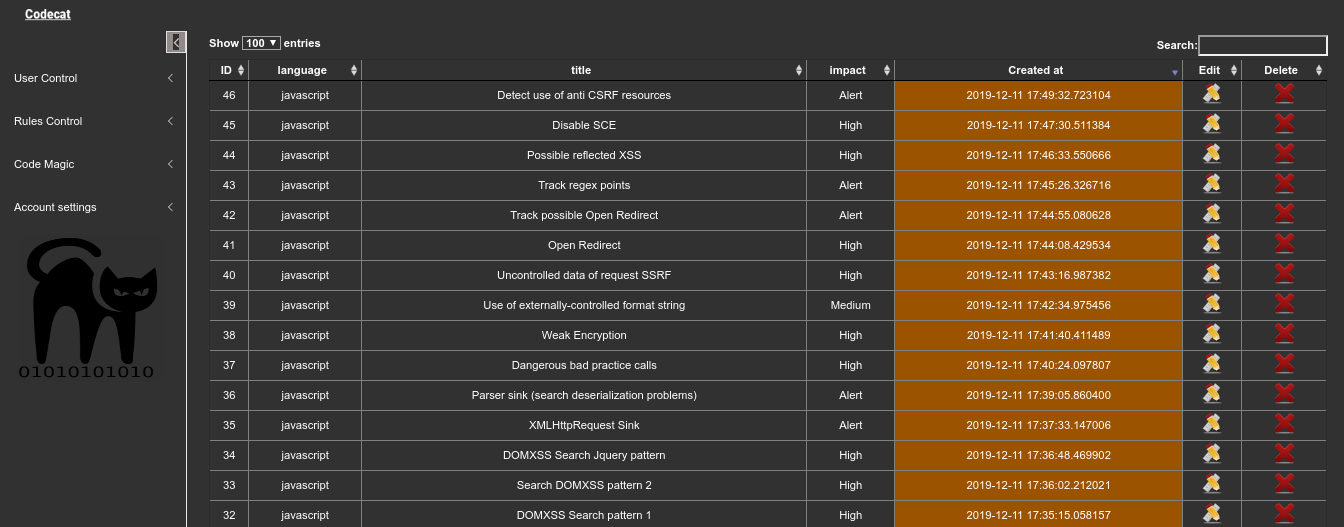 Codecat
Show 100 entries
Search:
User Control
Rules Control
Code Magic
Account settings
01010101010
ID language title impact Created at Edit Delete
46 javascript Detect use of anti CSRF resources Alert 2019-12-11 17:49:32.723104
45 javascript Disable SCE High 2019-12-11 17:47:30.511384
44 javascript Possible reflected XSS High 2019-12-11 17:46:33.550666
43 javascript Track regex points Alert 2019-12-11 17:45:26.326716
42 javascript Track possible Open Redirect Alert 2019-12-11 17:44:55.080628
41 javascript Open Redirect High 2019-12-11 17:44:08.429534
40 javascript Uncontrolled data of request SSRF High 2019-12-11 17:43:16.987382
39 javascript Use of externally-controlled format string Medium 2019-12-11 17:42:34.975456
38 javascript Weak Encryption High 2019-12-11 17:41:40.411489
37 javascript Dangerous bad practice calls High 2019-12-11 17:40:24.097807
36 javascript Parser sink (search deserialization problems) Alert 2019-12-11 17:39:05.860400
35 javascript XMLHttpRequest Sink Alert 2019-12-11 17:37:33.147006
34 javascript DOMXSS Search Jquery pattern High 2019-12-11 17:36:48.469902
33 javascript Search DOMXSS pattern 2 High 2019-12-11 17:36:02.212021
32 javascript DOMXSS Search pattern 1 High 2019-12-11 17:35:15.058157